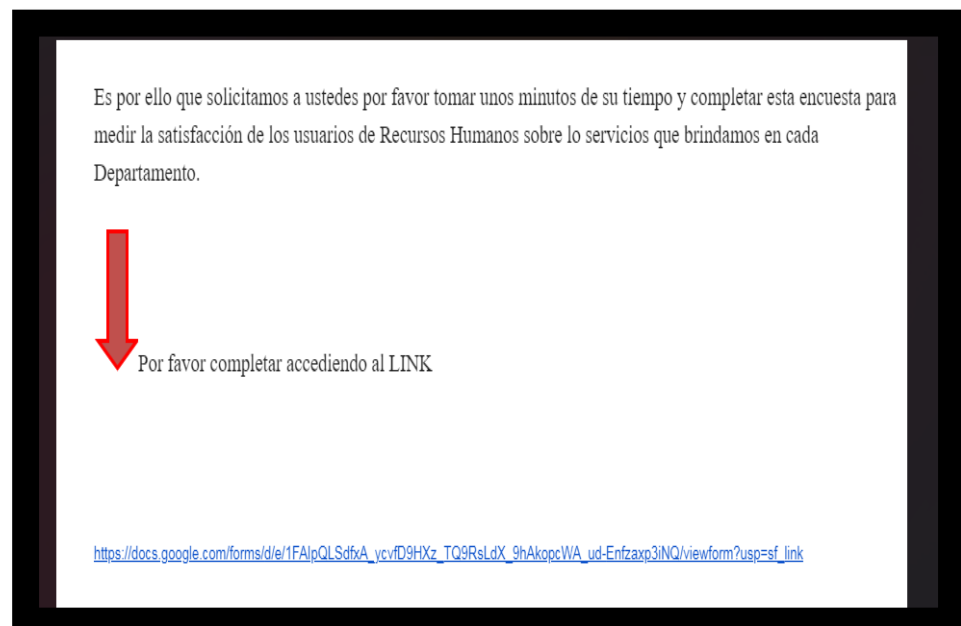 Es por ello que solicitamos a ustedes por favor tomar unos minutos de su tiempo y completar esta encuesta para
medir la satisfacción de los usuarios de Recursos Humanos sobre lo servicios que brindamos en cada
Departamento.
Por favor completar accediendo al LINK
https://docs.google.com/forms/d/e/1FAlpQLSdfxA_ycvfD9HXz_TQ9RsLdX_9hAkopcWA_ud-Enfzaxp3iNQ/viewform?usp=sf_link